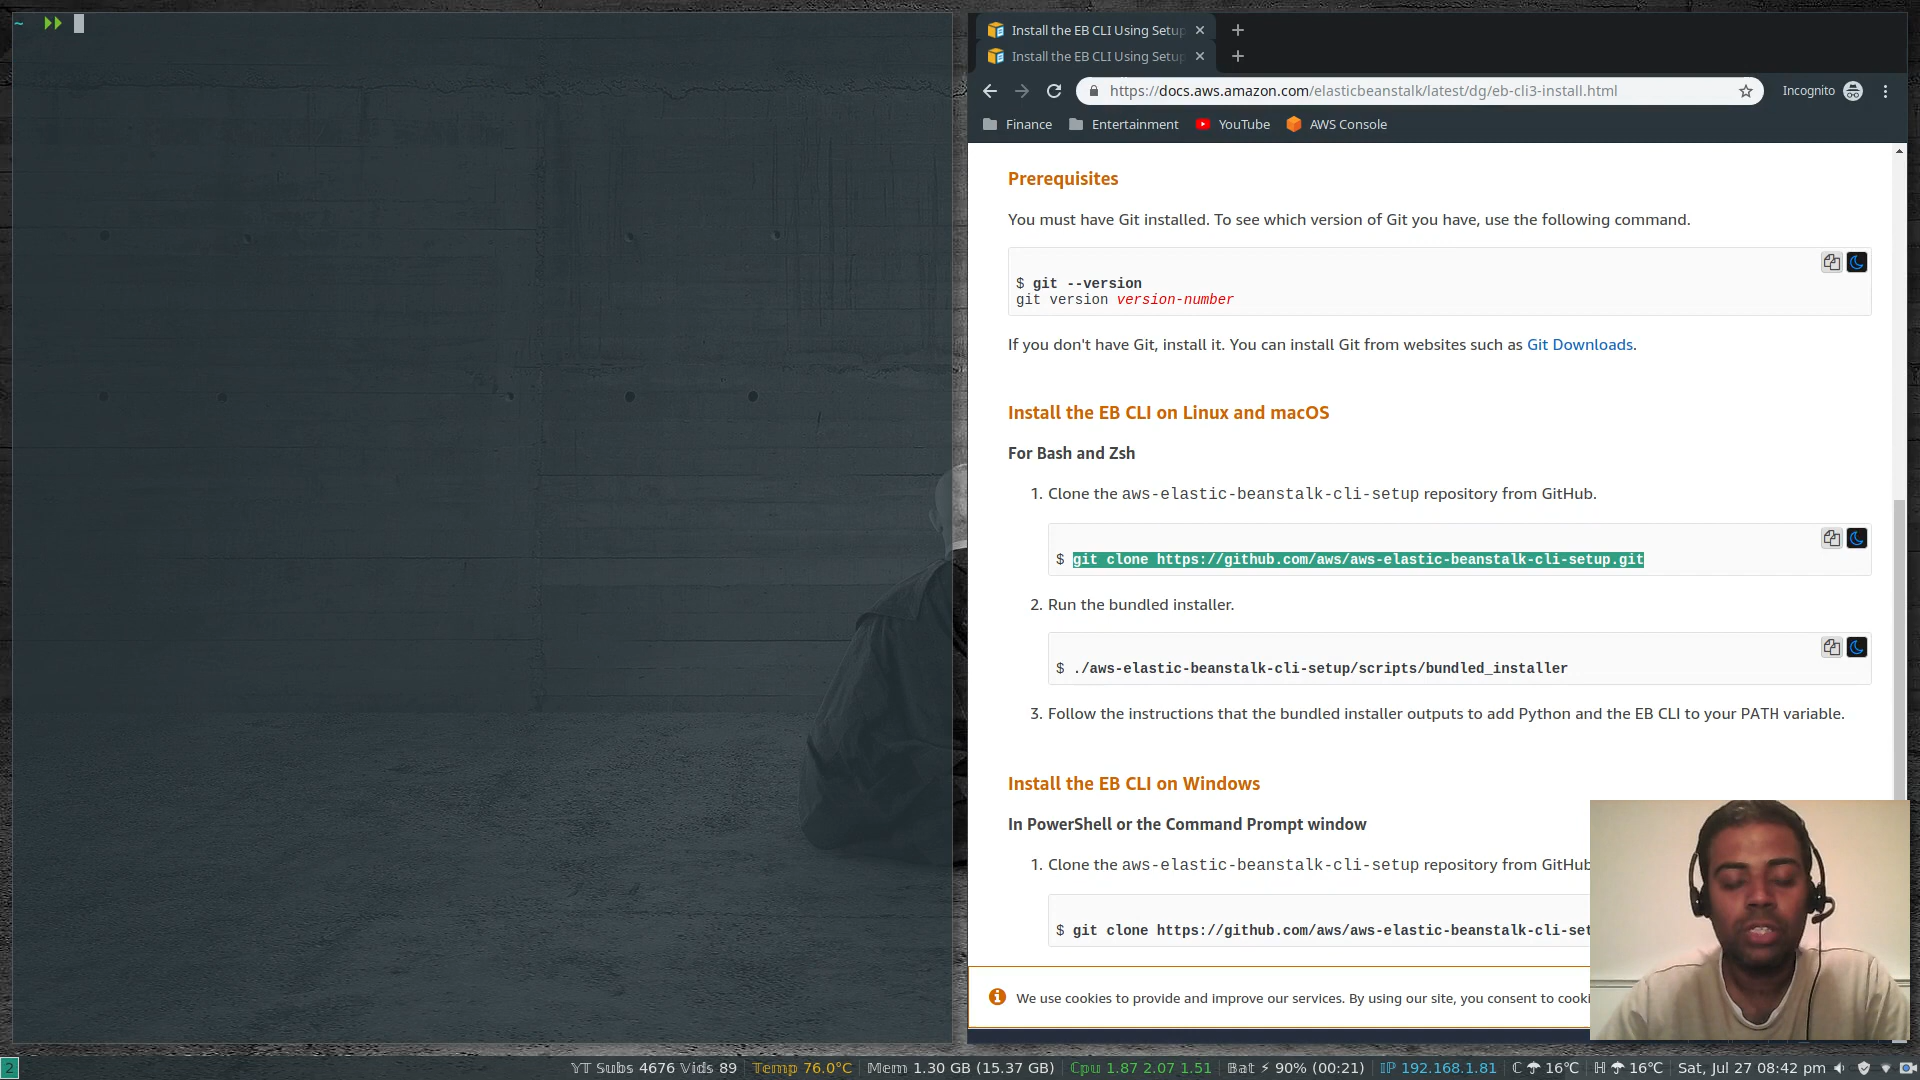 ~
Install the EB CLI Using Setup
Install the EB CLI Using Setup
https://docs.aws.amazon.com/elasticbeanstalk/latest/dg/eb-cli3-install.html
Incognito
Finance
Entertainment
YouTube
AWS Console
Prerequisites
You must have Git installed. To see which version of Git you have, use the following command.
$ git --version
git version version-number
If you don't have Git, install it. You can install Git from websites such as Git Downloads.
Install the EB CLI on Linux and macOS
For Bash and Zsh
1. Clone the aws-elastic-beanstalk-cli-setup repository from GitHub.
$ git clone https://github.com/aws/aws-elastic-beanstalk-cli-setup.git
2. Run the bundled installer.
$ ./aws-elastic-beanstalk-cli-setup/scripts/bundled_installer
3. Follow the instructions that the bundled installer outputs to add Python and the EB CLI to your PATH variable.
Install the EB CLI on Windows
In PowerShell or the Command Prompt window
1. Clone the aws-elastic-beanstalk-cli-setup repository from GitHub
$ git clone https://github.com/aws/aws-elastic-beanstalk-cli-set
We use cookies to provide and improve our services. By using our site, you consent to cooki
2
YT Subs 4676 Vids 89 Temp 76.0°C Mem 1.30 GB (15.37 GB) Cpu 1.87 2.07 1.51 Bat ⚡ 90% (00:21) IP 192.168.1.81 C ☂ 16°C H ☂ 16°C Sat, Jul 27 08:42 pm